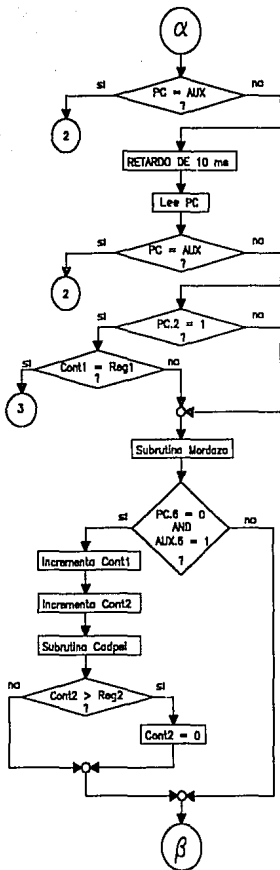 α
si
PC = AUX
?
no
2
RETARDO DE 10 ms
Lee PC
si
PC = AUX
?
no
2
si
PC.2 = 1
?
no
si
Cont1 = Reg1
?
no
3
Subrutina Mordaza
si
PC.6 = 0
AND
AUX.6 = 1
?
no
Incrementa Cont1
Incrementa Cont2
Subrutina Cadpel
no
Cont2 > Reg2
?
si
Cont2 = 0
β